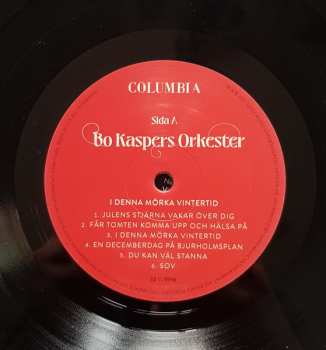 COLUMBIA
Sida A
Bo Kaspers Orkester
I DENNA MÖRKA VINTERTID
1. JULENS STJÄRNA VAKAR ÖVER DIG
2. FÅR TOMTEN KOMMA UPP OCH HÄLSA PÅ
3. I DENNA MÖRKA VINTERTID
4. EN DECEMBERDAG PÅ BJURHOLMSPLAN
5. DU KAN VÄL STANNA
6. SOV